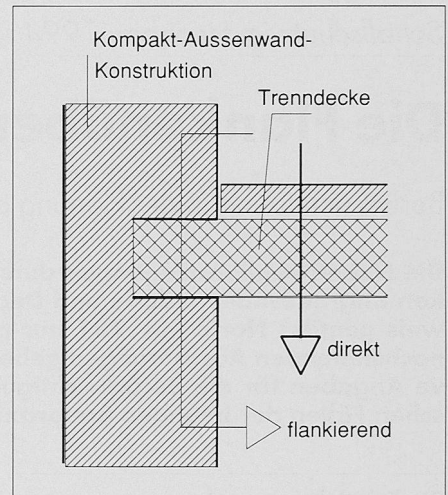 Kompakt-Aussenwand-
Konstruktion
Trenndecke
direkt
flankierend